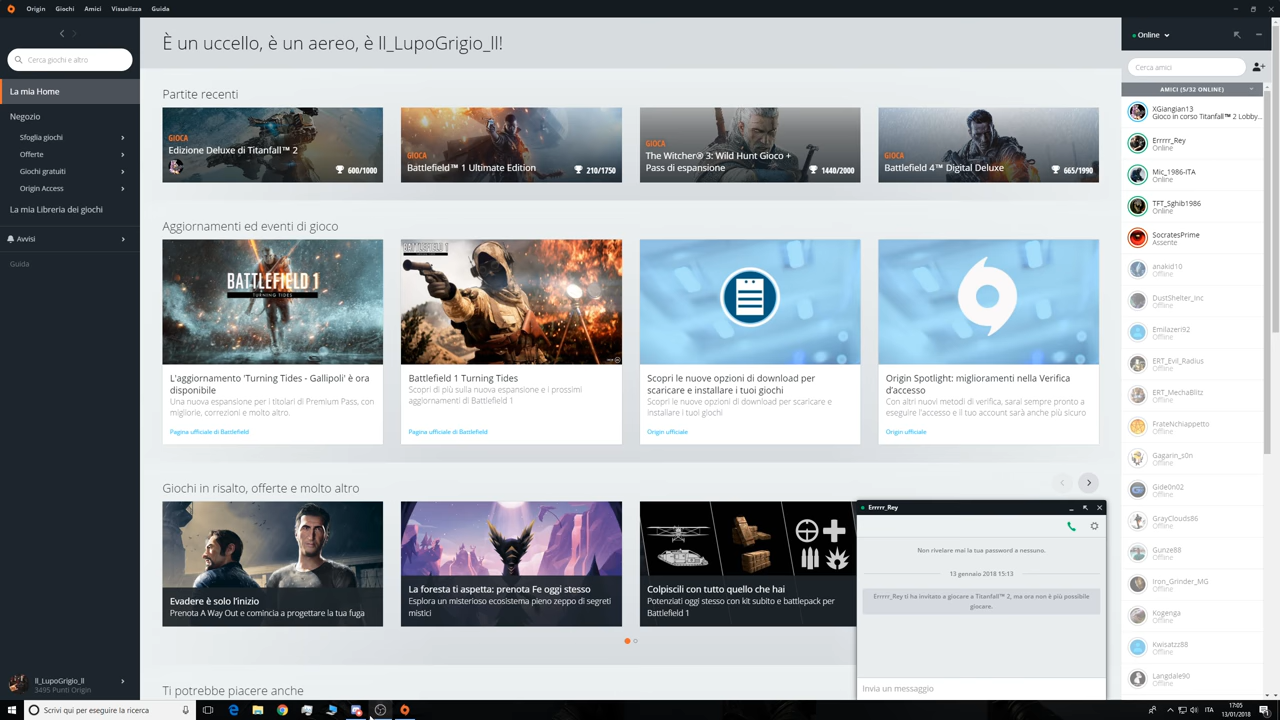 Origin Giochi Amici Visualizza Guida
Cerca giochi e altro
La mia Home
Negozio
Sfoglia giochi
Offerte
Giochi gratuiti
Origin Access
La mia Libreria dei giochi
Avvisi
Guida
ll_LupoGrigio_ll
3495 Punti Origin
È un uccello, è un aereo, è ll_LupoGrigio_ll!
Partite recenti
GIOCA
Edizione Deluxe di Titanfall™ 2
600/1000
GIOCA
Battlefield™ 1 Ultimate Edition
210/1750
GIOCA
The Witcher® 3: Wild Hunt Gioco +
Pass di espansione
1440/2000
GIOCA
Battlefield 4™ Digital Deluxe
665/1990
Aggiornamenti ed eventi di gioco
BATTLEFIELD 1
TURNING TIDES
L'aggiornamento 'Turning Tides - Gallipoli' è ora
disponibile
Una nuova espansione per i titolari di Premium Pass, con
migliorie, correzioni e molto altro.
Pagina ufficiale di Battlefield
BATTLEFIELD 1
Battlefield 1 Turning Tides
Scopri di più sulla nuova espansione e i prossimi
aggiornamenti di Battlefield 1
Pagina ufficiale di Battlefield
Scopri le nuove opzioni di download per
scaricare e installare i tuoi giochi
Scopri le nuove opzioni di download per scaricare e
installare i tuoi giochi
Origin ufficiale
Origin Spotlight: miglioramenti nella Verifica
d'accesso
Con altri nuovi metodi di verifica, sarai sempre pronto a
eseguire l'accesso e il tuo account sarà anche più sicuro
Origin ufficiale
Giochi in risalto, offerte e molto altro
Evadere è solo l'inizio
Prenota A Way Out e comincia a progettare la tua fuga
La foresta ti aspetta: prenota Fe oggi stesso
Esplora un misterioso ecosistema pieno di animali, piante e segreti
mistici
Colpiscili con tutto quello che hai
Potenziati oggi stesso con kit subito e battlepack per
Battlefield 1
Ti potrebbe piacere anche
Errrrr_Rey
Non rivelare mai la tua password a nessuno.
13 gennaio 2018 15:13
Errrrr_Rey ti ha invitato a giocare a Titanfall™ 2, ma ora non è più possibile
giocare.
Invia un messaggio
Online
Cerca amici
AMICI (5/32 ONLINE)
XGiangian13
Gioco in corso Titanfall™ 2 Lobby...
Errrrr_Rey
Online
Mic_1986-ITA
Online
TFT_Sghib1986
Online
SocratesPrime
Assente
anakid10
Offline
DustShelter_Inc
Offline
Emilazeri92
Offline
ERT_Evil_Radius
Offline
ERT_MechaBlitz
Offline
FrateNchiappetto
Offline
Gagarin_s0n
Offline
Gide0n02
Offline
GrayClouds86
Offline
Gunze88
Offline
Iron_Grinder_MG
Offline
Kogenga
Offline
Kwisatzz88
Offline
Langdale90
Offline
Scrivi qui per eseguire la ricerca
ITA
17:05
13/01/2018